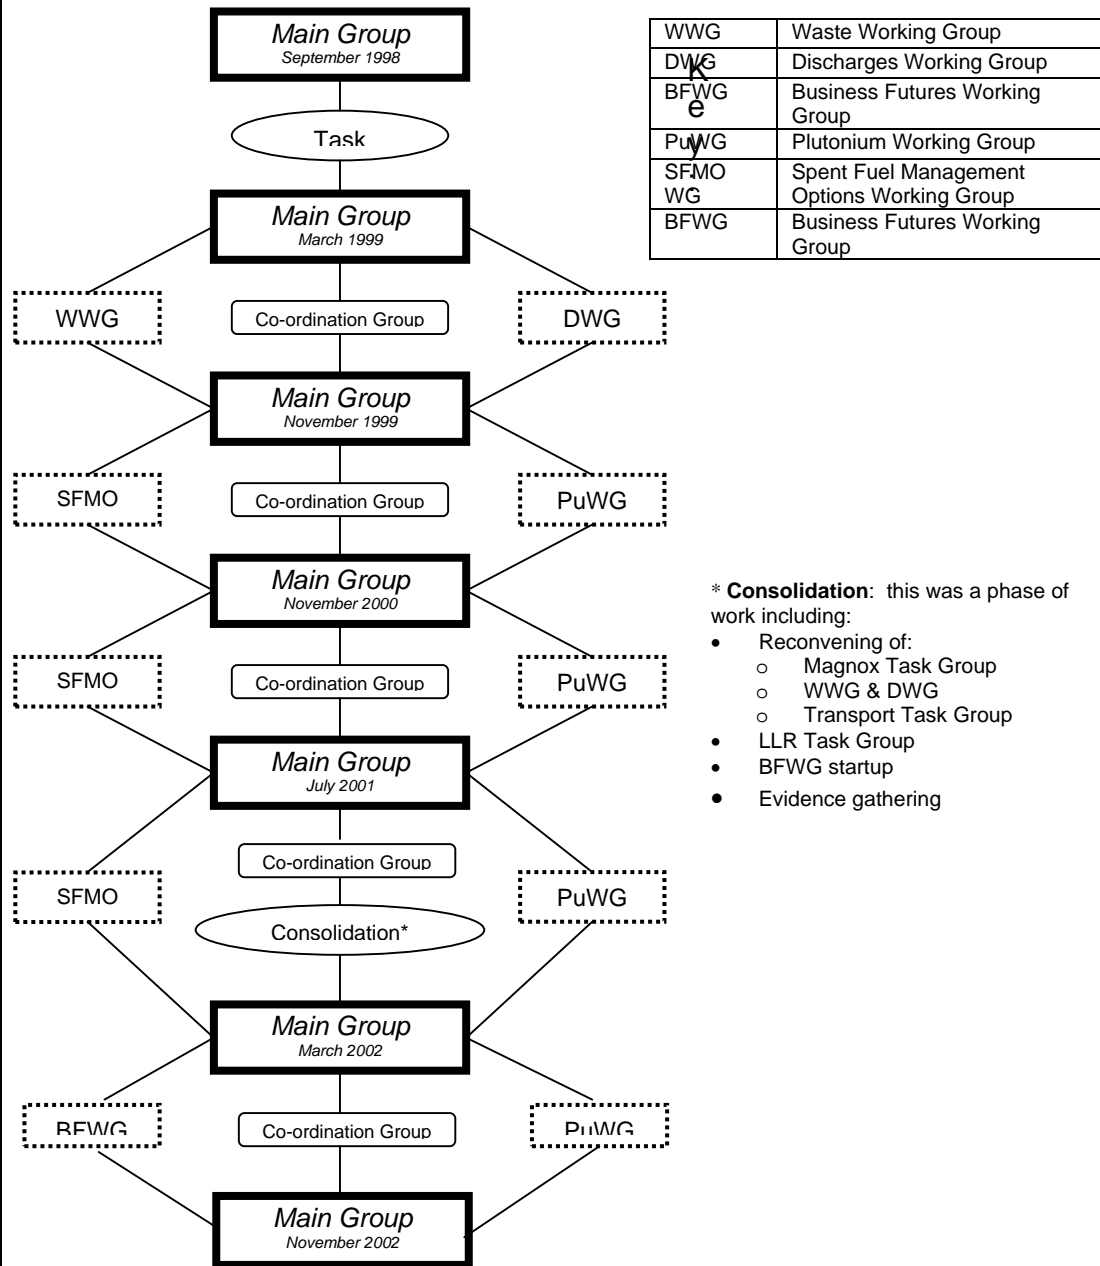 Main Group
September 1998
Task
Main Group
March 1999
WWG
Co-ordination Group
DWG
Main Group
November 1999
SFMO
Co-ordination Group
PuWG
Main Group
November 2000
SFMO
Co-ordination Group
PuWG
Main Group
July 2001
Co-ordination Group
SFMO
PuWG
Consolidation*
Main Group
March 2002
BFWG
Co-ordination Group
PuWG
Main Group
November 2002
Key:
WWG Waste Working Group
DWG Discharges Working Group
BFWG Business Futures Working
Group
PuWG Plutonium Working Group
SFMO Spent Fuel Management
WG Options Working Group
BFWG Business Futures Working
Group
* Consolidation: this was a phase of
work including:
• Reconvening of:
o Magnox Task Group
o WWG & DWG
o Transport Task Group
• LLR Task Group
• BFWG startup
• Evidence gathering